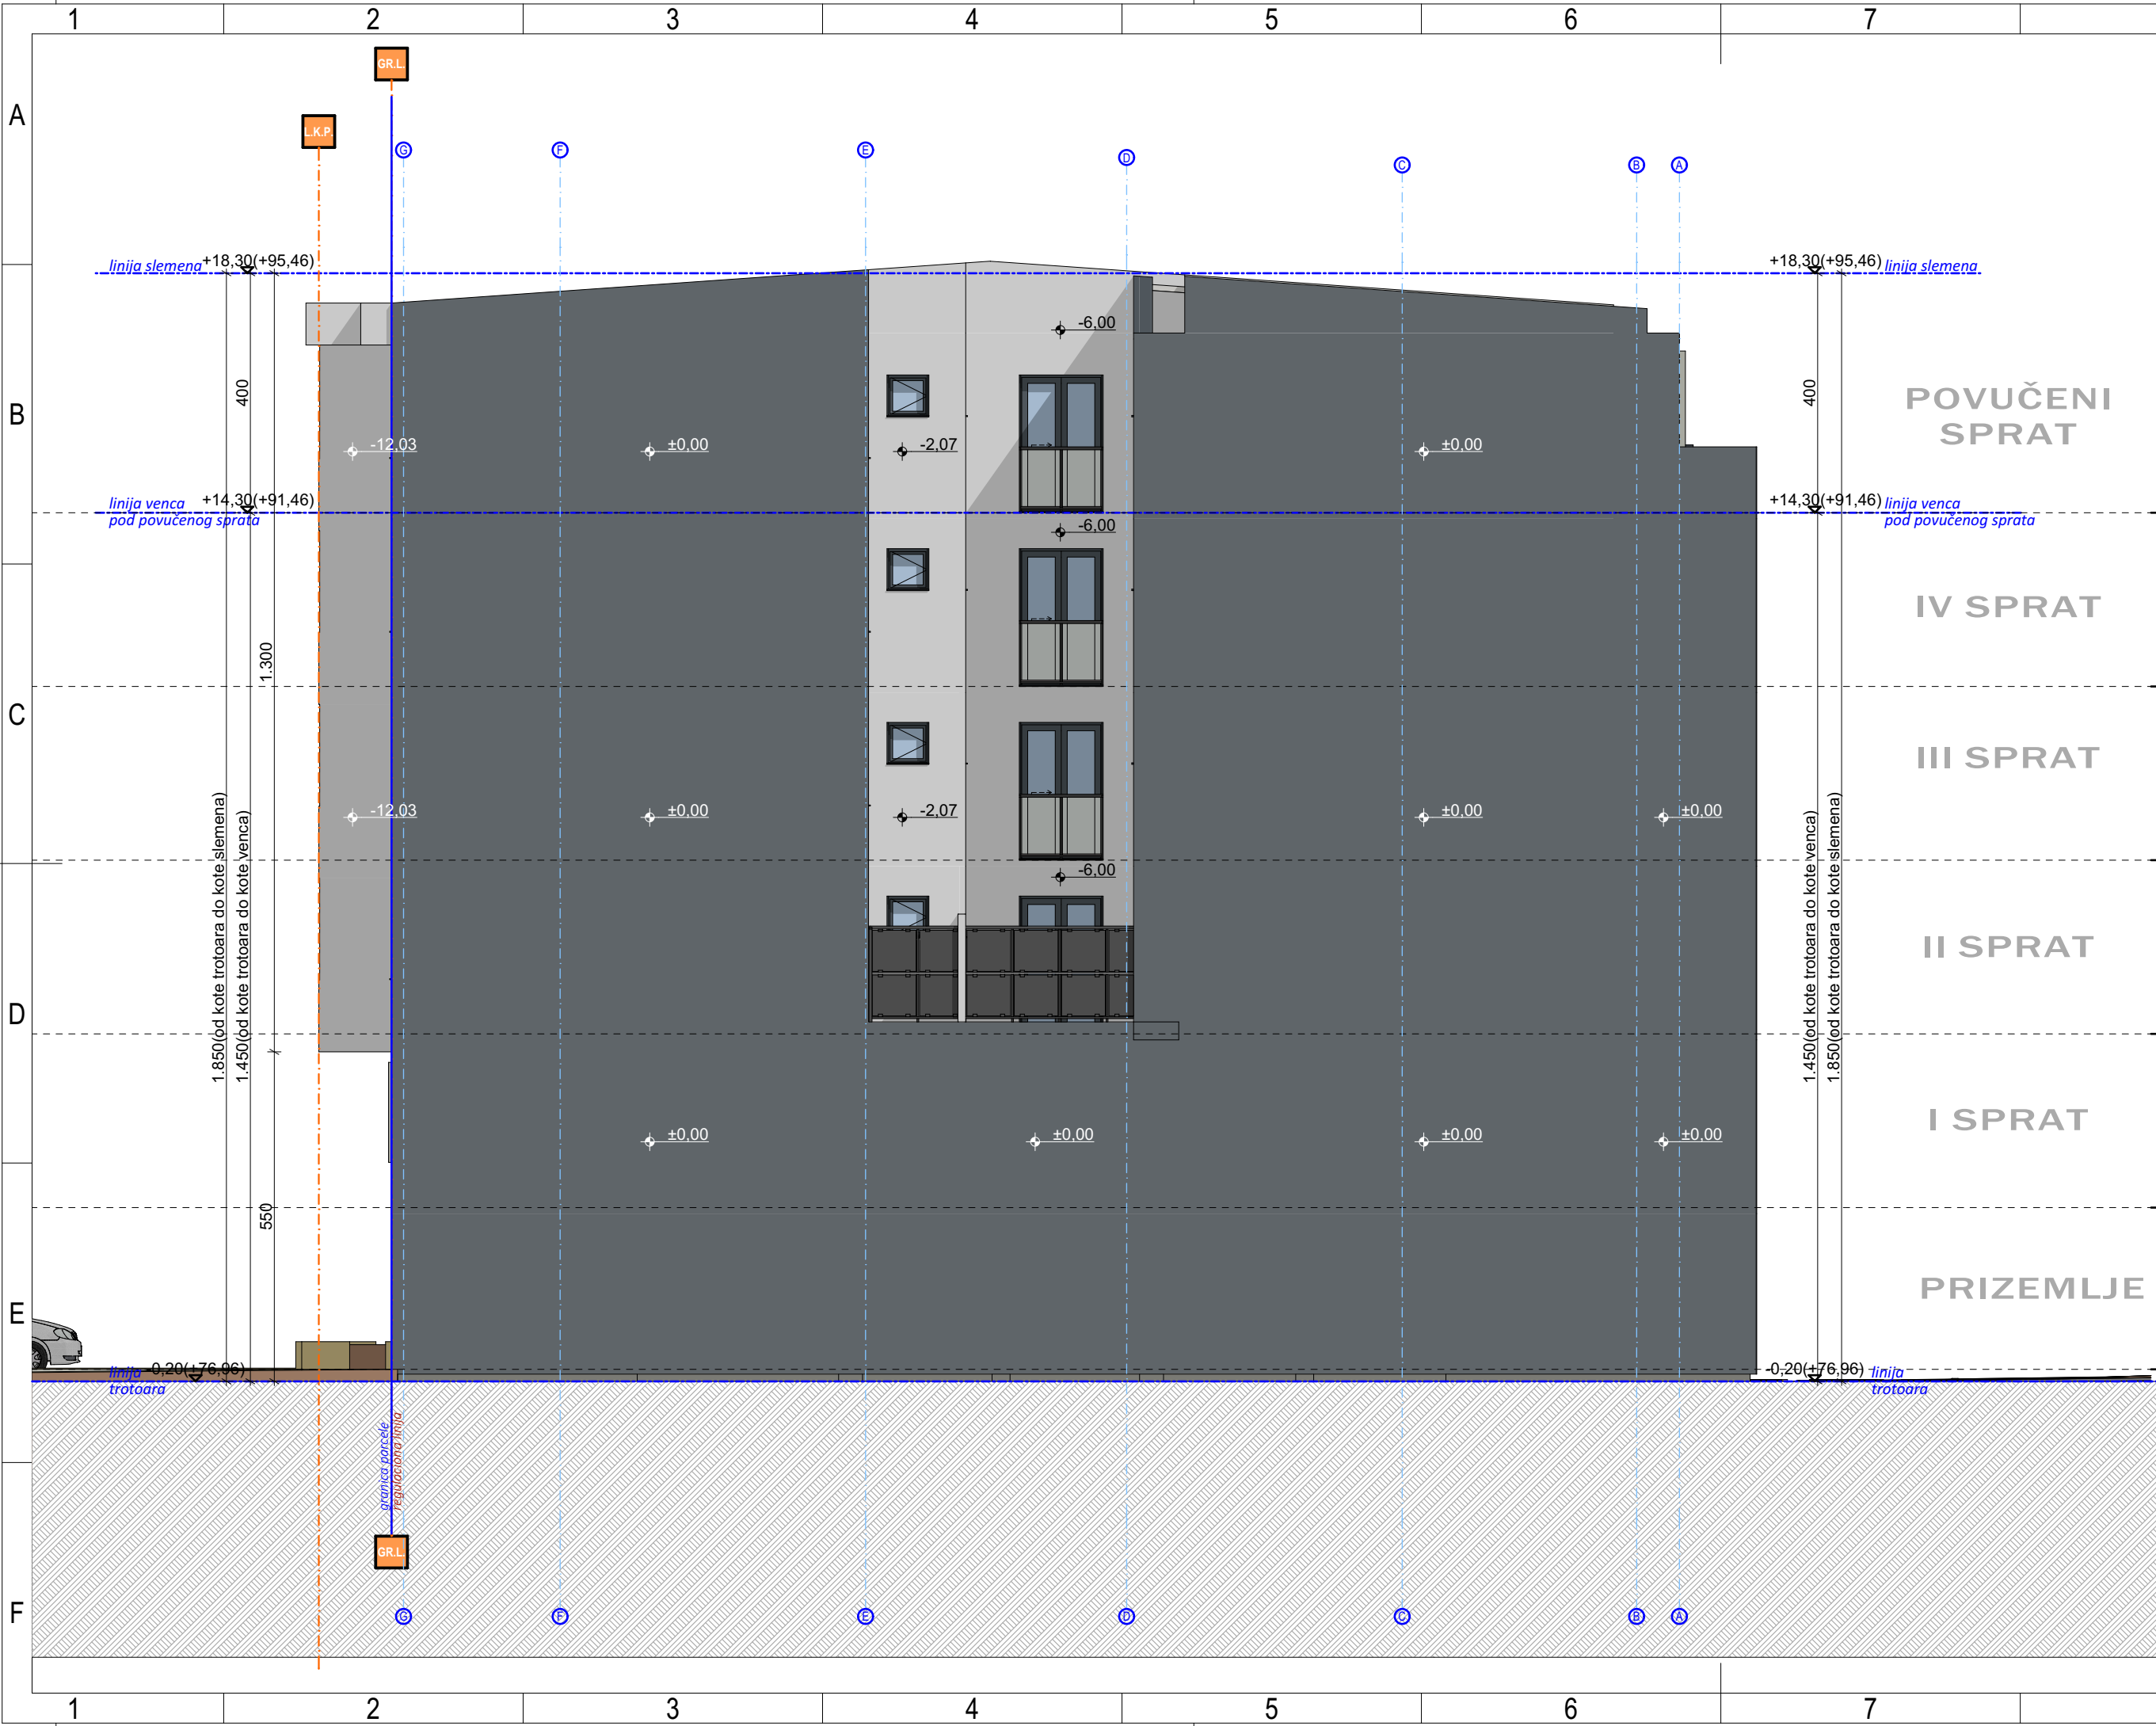 1 2 3 4 5 6 7
GR.L.
A
L.K.P.
G F E D C B A
linija slemena +18,30(+95,46)
+18,30(+95,46) linija slemena
-6,00
400
400
B
POVUČENI
SPRAT
-12,03 ±0,00 -2,07 ±0,00
linija venca +14,30(+91,46)
pod povučenog sprata
+14,30(+91,46) linija venca
pod povučenog sprata
-6,00
IV SPRAT
1.300
C
III SPRAT
-12,03 ±0,00 -2,07 ±0,00 ±0,00
1.850(od kote trotoara do kote slemena)
1.450(od kote trotoara do kote venca)
1.450(od kote trotoara do kote venca)
1.850(od kote trotoara do kote slemena)
-6,00
II SPRAT
D
I SPRAT
±0,00 ±0,00 ±0,00 ±0,00
550
PRIZEMLJE
E
linija -0,20(+76,96)
trotoara
-0,20(+76,96) linija
trotoara
granica parcele
regulaciona linija
GR.L.
F
G F E D C B A
1 2 3 4 5 6 7